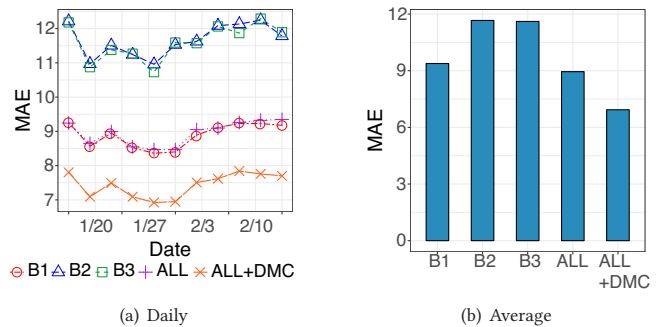 12
11
10
9
8
7
MAE
1/20 1/27 2/3 2/10
Date
B1 B2 B3 ALL ALL+DMC
(a) Daily
12
9
6
3
0
MAE
B1 B2 B3 ALL ALL
+DMC
(b) Average